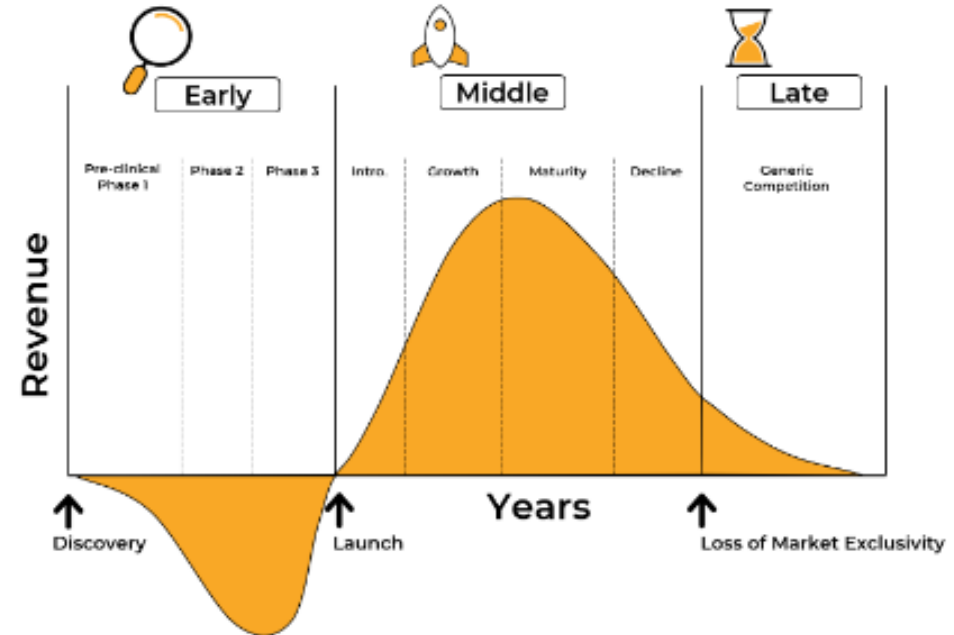 Early
Middle
Late
Pre-clinical
Phase 1
Phase 2
Phase 3
Intro.
Growth
Maturity
Decline
Generic
Competition
Revenue
Years
Discovery
Launch
Loss of Market Exclusivity